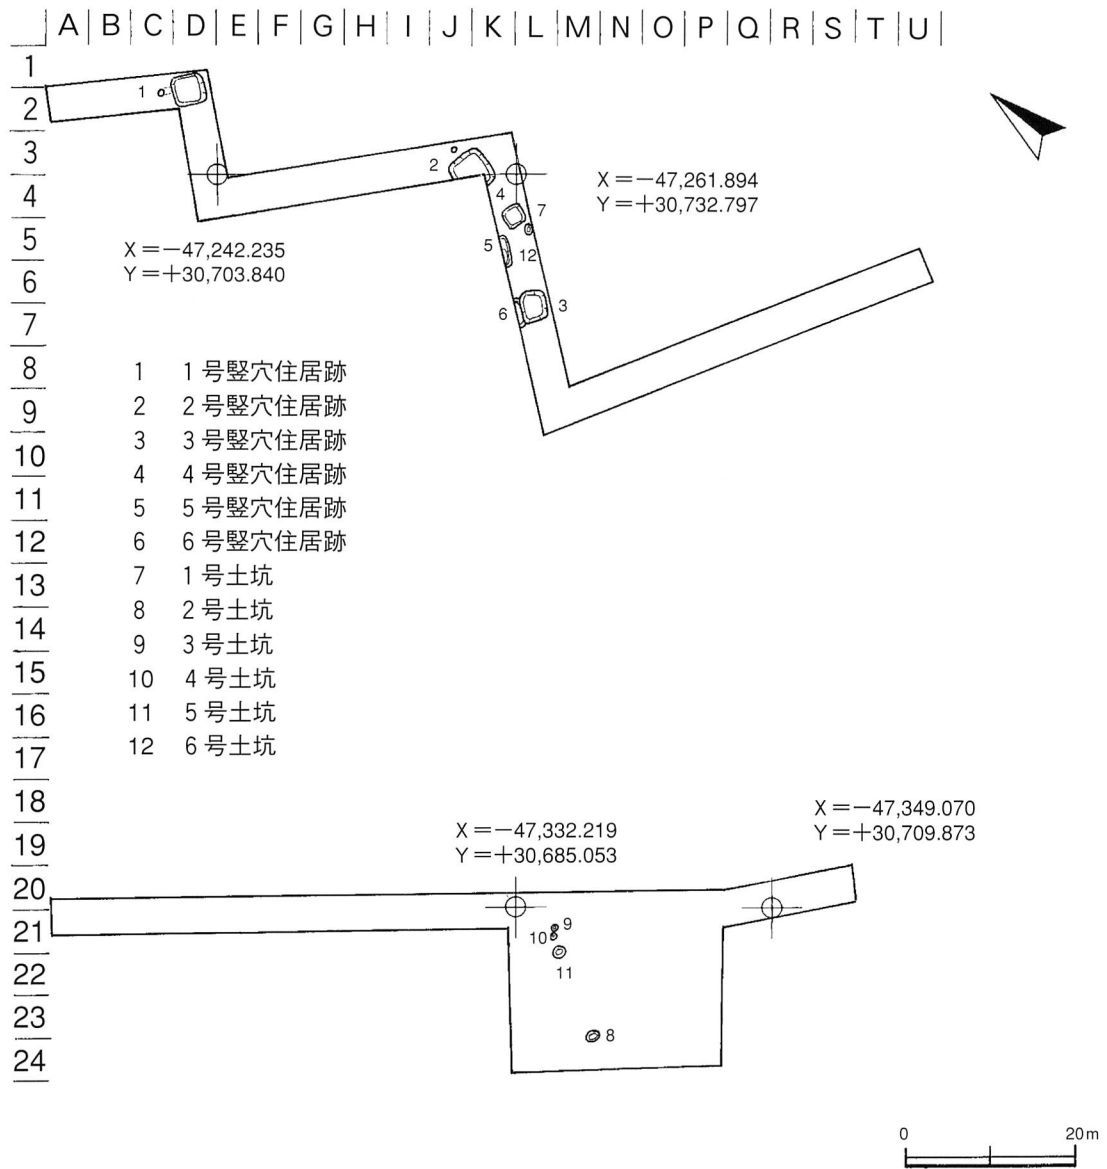 A B C D E F G H I J K L M N O P Q R S T U
1
2
3
4
5
6
7
8
9
10
11
12
13
14
15
16
17
18
19
20
21
22
23
24
1
2
4
7
5
12
6
3
X=-47,261.894
Y=+30,732.797
X=-47,242.235
Y=+30,703.840
1 1号竪穴住居跡
2 2号竪穴住居跡
3 3号竪穴住居跡
4 4号竪穴住居跡
5 5号竪穴住居跡
6 6号竪穴住居跡
7 1号土坑
8 2号土坑
9 3号土坑
10 4号土坑
11 5号土坑
12 6号土坑
X=-47,349.070
Y=+30,709.873
X=-47,332.219
Y=+30,685.053
9
10
11
8
0 20m